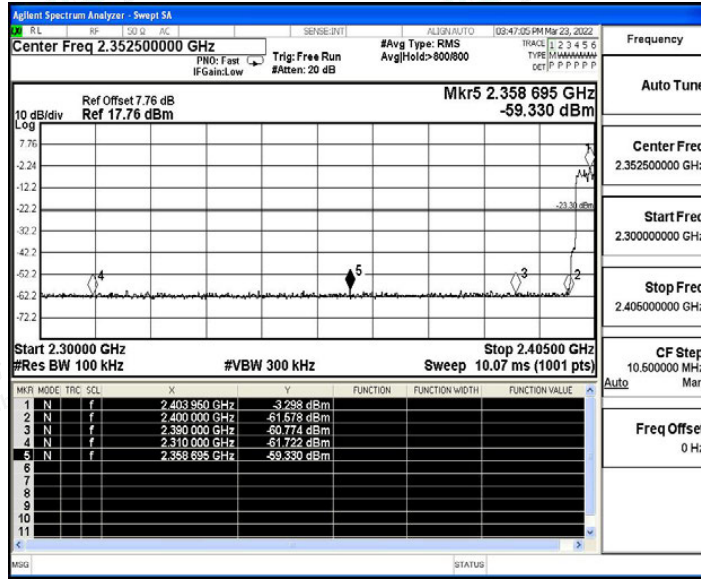 Agilent Spectrum Analyzer - Swept SA
RL RF 50 Ω AC SENSE:INT ALIGN AUTO 03:47:05 PM Mar 23, 2022
Center Freq 2.352500000 GHz
PNO: Fast
IFGain:Low
Trig: Free Run
#Atten: 20 dB
#Avg Type: RMS
Avg|Hold:>800/800
TRACE 1 2 3 4 5 6
TYPE M W W W W W
DET P P P P P P
Ref Offset 7.76 dB
10 dB/div Ref 17.76 dBm
Log
Mkr5 2.358 695 GHz
-59.330 dBm
7.76
-2.24
-12.2
-22.2
-32.2
-42.2
-52.2
-62.2
-72.2
-23.30 dBm
1
2
3
4
5
Start 2.30000 GHz Stop 2.40500 GHz
#Res BW 100 kHz #VBW 300 kHz Sweep 10.07 ms (1001 pts)
MKR MODE TRC SCL X Y FUNCTION FUNCTION WIDTH FUNCTION VALUE
1 N f 2.403 950 GHz -3.298 dBm
2 N f 2.400 000 GHz -61.578 dBm
3 N f 2.390 000 GHz -60.774 dBm
4 N f 2.310 000 GHz -61.722 dBm
5 N f 2.358 695 GHz -59.330 dBm
6
7
8
9
10
11
MSG STATUS
Frequency
Auto Tune
Center Freq
2.352500000 GHz
Start Freq
2.300000000 GHz
Stop Freq
2.405000000 GHz
CF Step
10.500000 MHz
Auto Man
Freq Offset
0 Hz